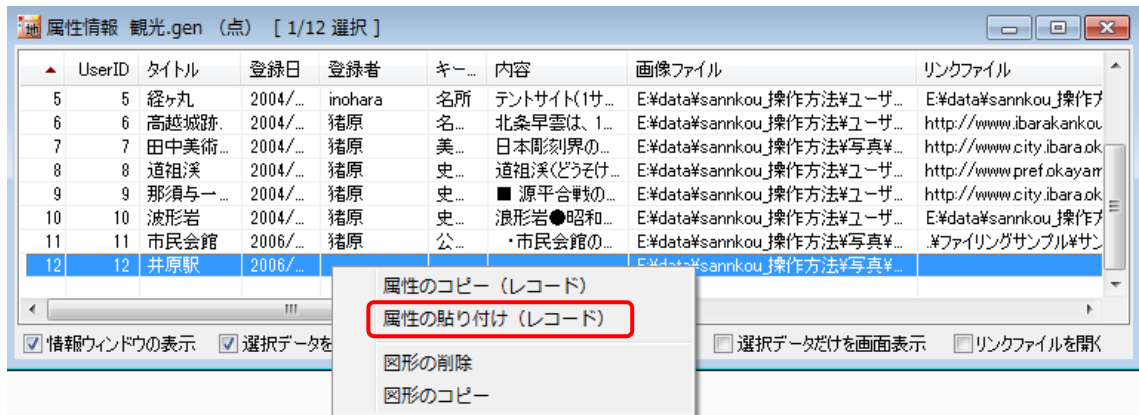 地 属性情報 観光.gen （点） [ 1/12 選択 ]
UserID タイトル 登録日 登録者 キー... 内容 画像ファイル リンクファイル
5 5 経ヶ丸 2004/... inohara 名所 テントサイト(1サ... E:¥data¥sannkou_操作方法¥ユーザ... E:¥data¥sannkou_操作方
6 6 高越城跡. 2004/... 猪原 名... 北条早雲は、1... E:¥data¥sannkou_操作方法¥ユーザ... http://www.ibarakankou
7 7 田中美術... 2004/... 猪原 美... 日本彫刻界の... E:¥data¥sannkou_操作方法¥写真¥... http://www.city.ibara.ok
8 8 道祖渓 2004/... 猪原 史... 道祖渓(どうそけ... E:¥data¥sannkou_操作方法¥ユーザ... http://www.pref.okayam
9 9 那須与一... 2004/... 猪原 史... ■ 源平合戦の... E:¥data¥sannkou_操作方法¥ユーザ... http://www.city.ibara.ok
10 10 波形岩 2004/... 猪原 史... 浪形岩●昭和... E:¥data¥sannkou_操作方法¥ユーザ... E:¥data¥sannkou_操作方
11 11 市民会館 2006/... 猪原 公... ・市民会館の... E:¥data¥sannkou_操作方法¥写真¥... .¥ファイリングサンプル¥サン
12 12 井原駅 2006/... E:¥data¥sannkou_操作方法¥写真¥...
属性のコピー（レコード）
属性の貼り付け（レコード）
図形の削除
図形のコピー
情報ウィンドウの表示 選択データを 選択データだけを画面表示 リンクファイルを開く